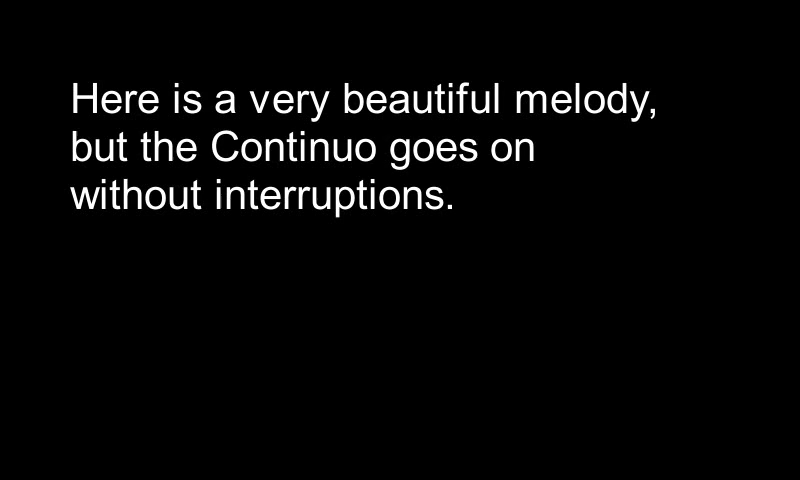 Here is a very beautiful melody,
but the Continuo goes on
without interruptions.